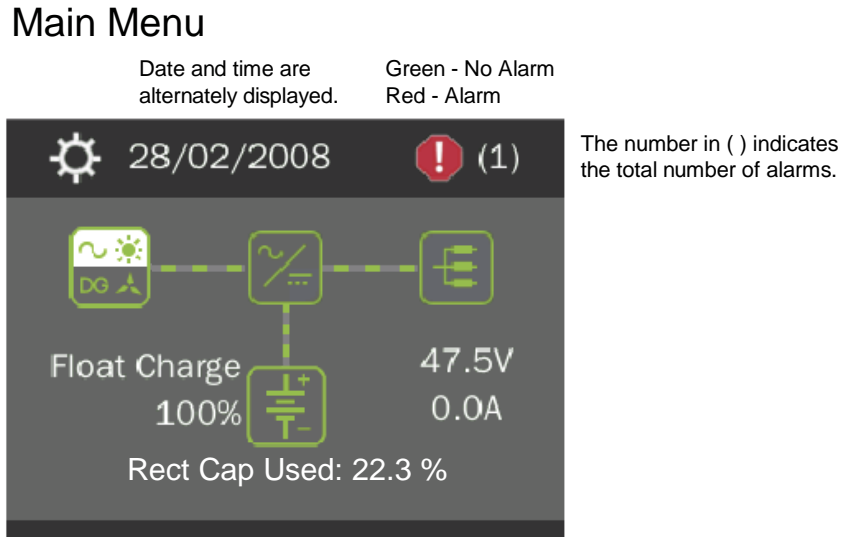 Main Menu
Date and time are
alternately displayed.
Green - No Alarm
Red - Alarm
28/02/2008
! (1)
The number in ( ) indicates
the total number of alarms.
DG
Float Charge
100%
+
-
47.5V
0.0A
Rect Cap Used: 22.3 %